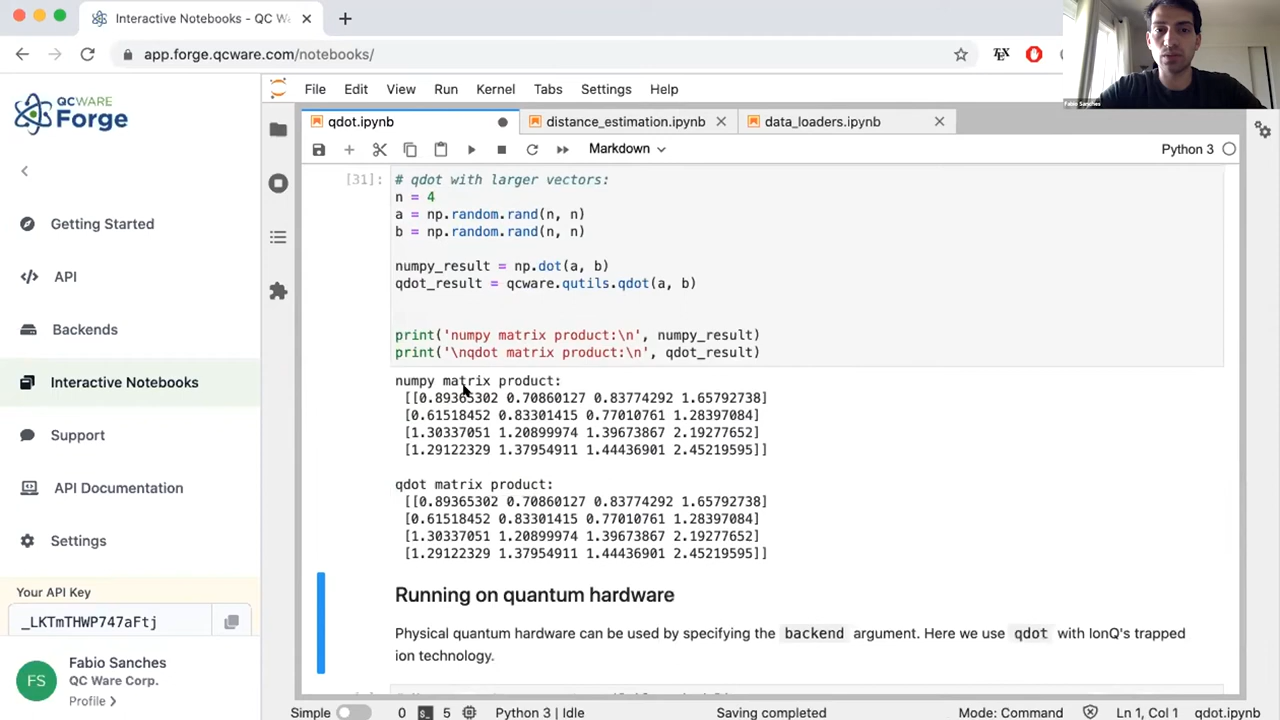 Interactive Notebooks - QC Wa
app.forge.qcware.com/notebooks/
Fabio Sanches
QCWARE
Forge
File Edit View Run Kernel Tabs Settings Help
qdot.ipynb distance_estimation.ipynb data_loaders.ipynb
Markdown Python 3
Getting Started
API
Backends
Interactive Notebooks
Support
API Documentation
Settings
Your API Key
_LKTmTHWP747aFtj
FS
Fabio Sanches
QC Ware Corp.
Profile
[31]:
# qdot with larger vectors:
n = 4
a = np.random.rand(n, n)
b = np.random.rand(n, n)
numpy_result = np.dot(a, b)
qdot_result = qcware.qutils.qdot(a, b)
print('numpy matrix product:\n', numpy_result)
print('\nqdot matrix product:\n', qdot_result)
numpy matrix product:
[[0.89365302 0.70860127 0.83774292 1.65792738]
[0.61518452 0.83301415 0.77010761 1.28397084]
[1.30337051 1.20899974 1.39673867 2.19277652]
[1.29122329 1.37954911 1.44436901 2.45219595]]
qdot matrix product:
[[0.89365302 0.70860127 0.83774292 1.65792738]
[0.61518452 0.83301415 0.77010761 1.28397084]
[1.30337051 1.20899974 1.39673867 2.19277652]
[1.29122329 1.37954911 1.44436901 2.45219595]]
Running on quantum hardware
Physical quantum hardware can be used by specifying the backend argument. Here we use qdot with IonQ's trapped
ion technology.
Simple 0 5 Python 3 | Idle Saving completed Mode: Command Ln 1, Col 1 qdot.ipynb